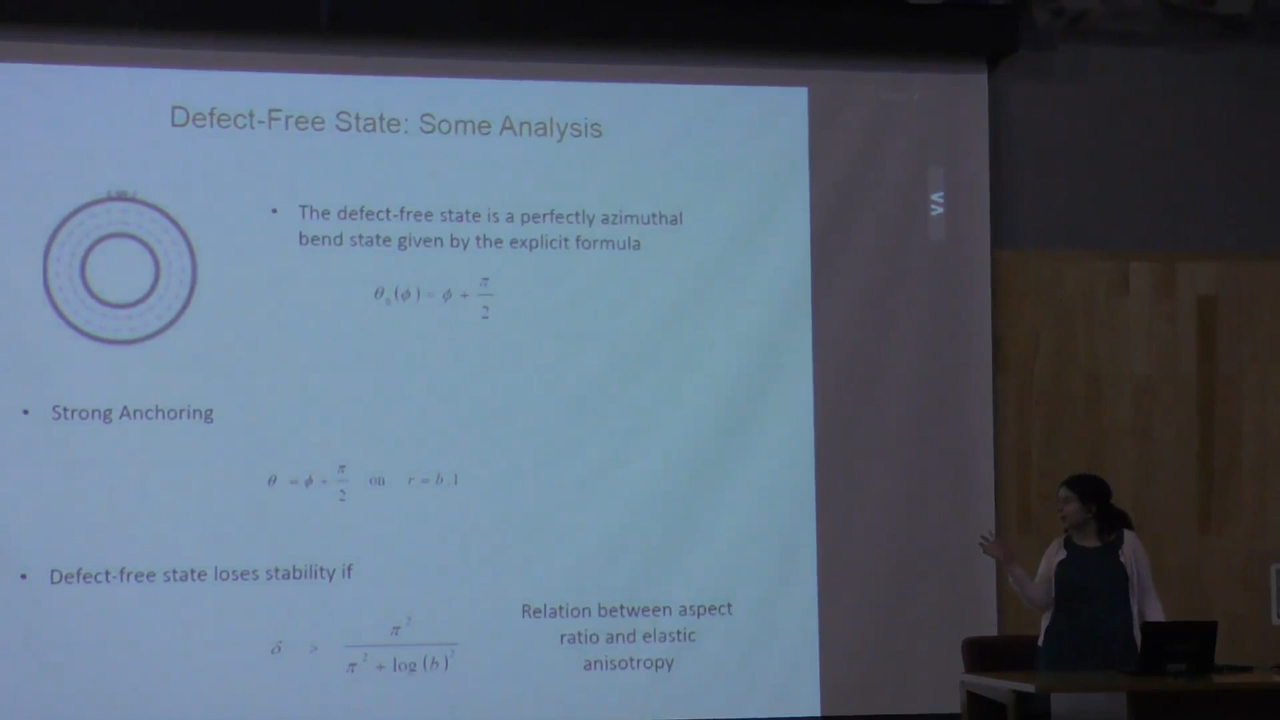 Defect-Free State: Some Analysis
• The defect-free state is a perfectly azimuthal
bend state given by the explicit formula
θ₀(ϕ) = ϕ + π/2
• Strong Anchoring
θ = ϕ + π/2 on r = b, 1
• Defect-free state loses stability if
δ > π² / (π² + log(b)²)
Relation between aspect
ratio and elastic
anisotropy